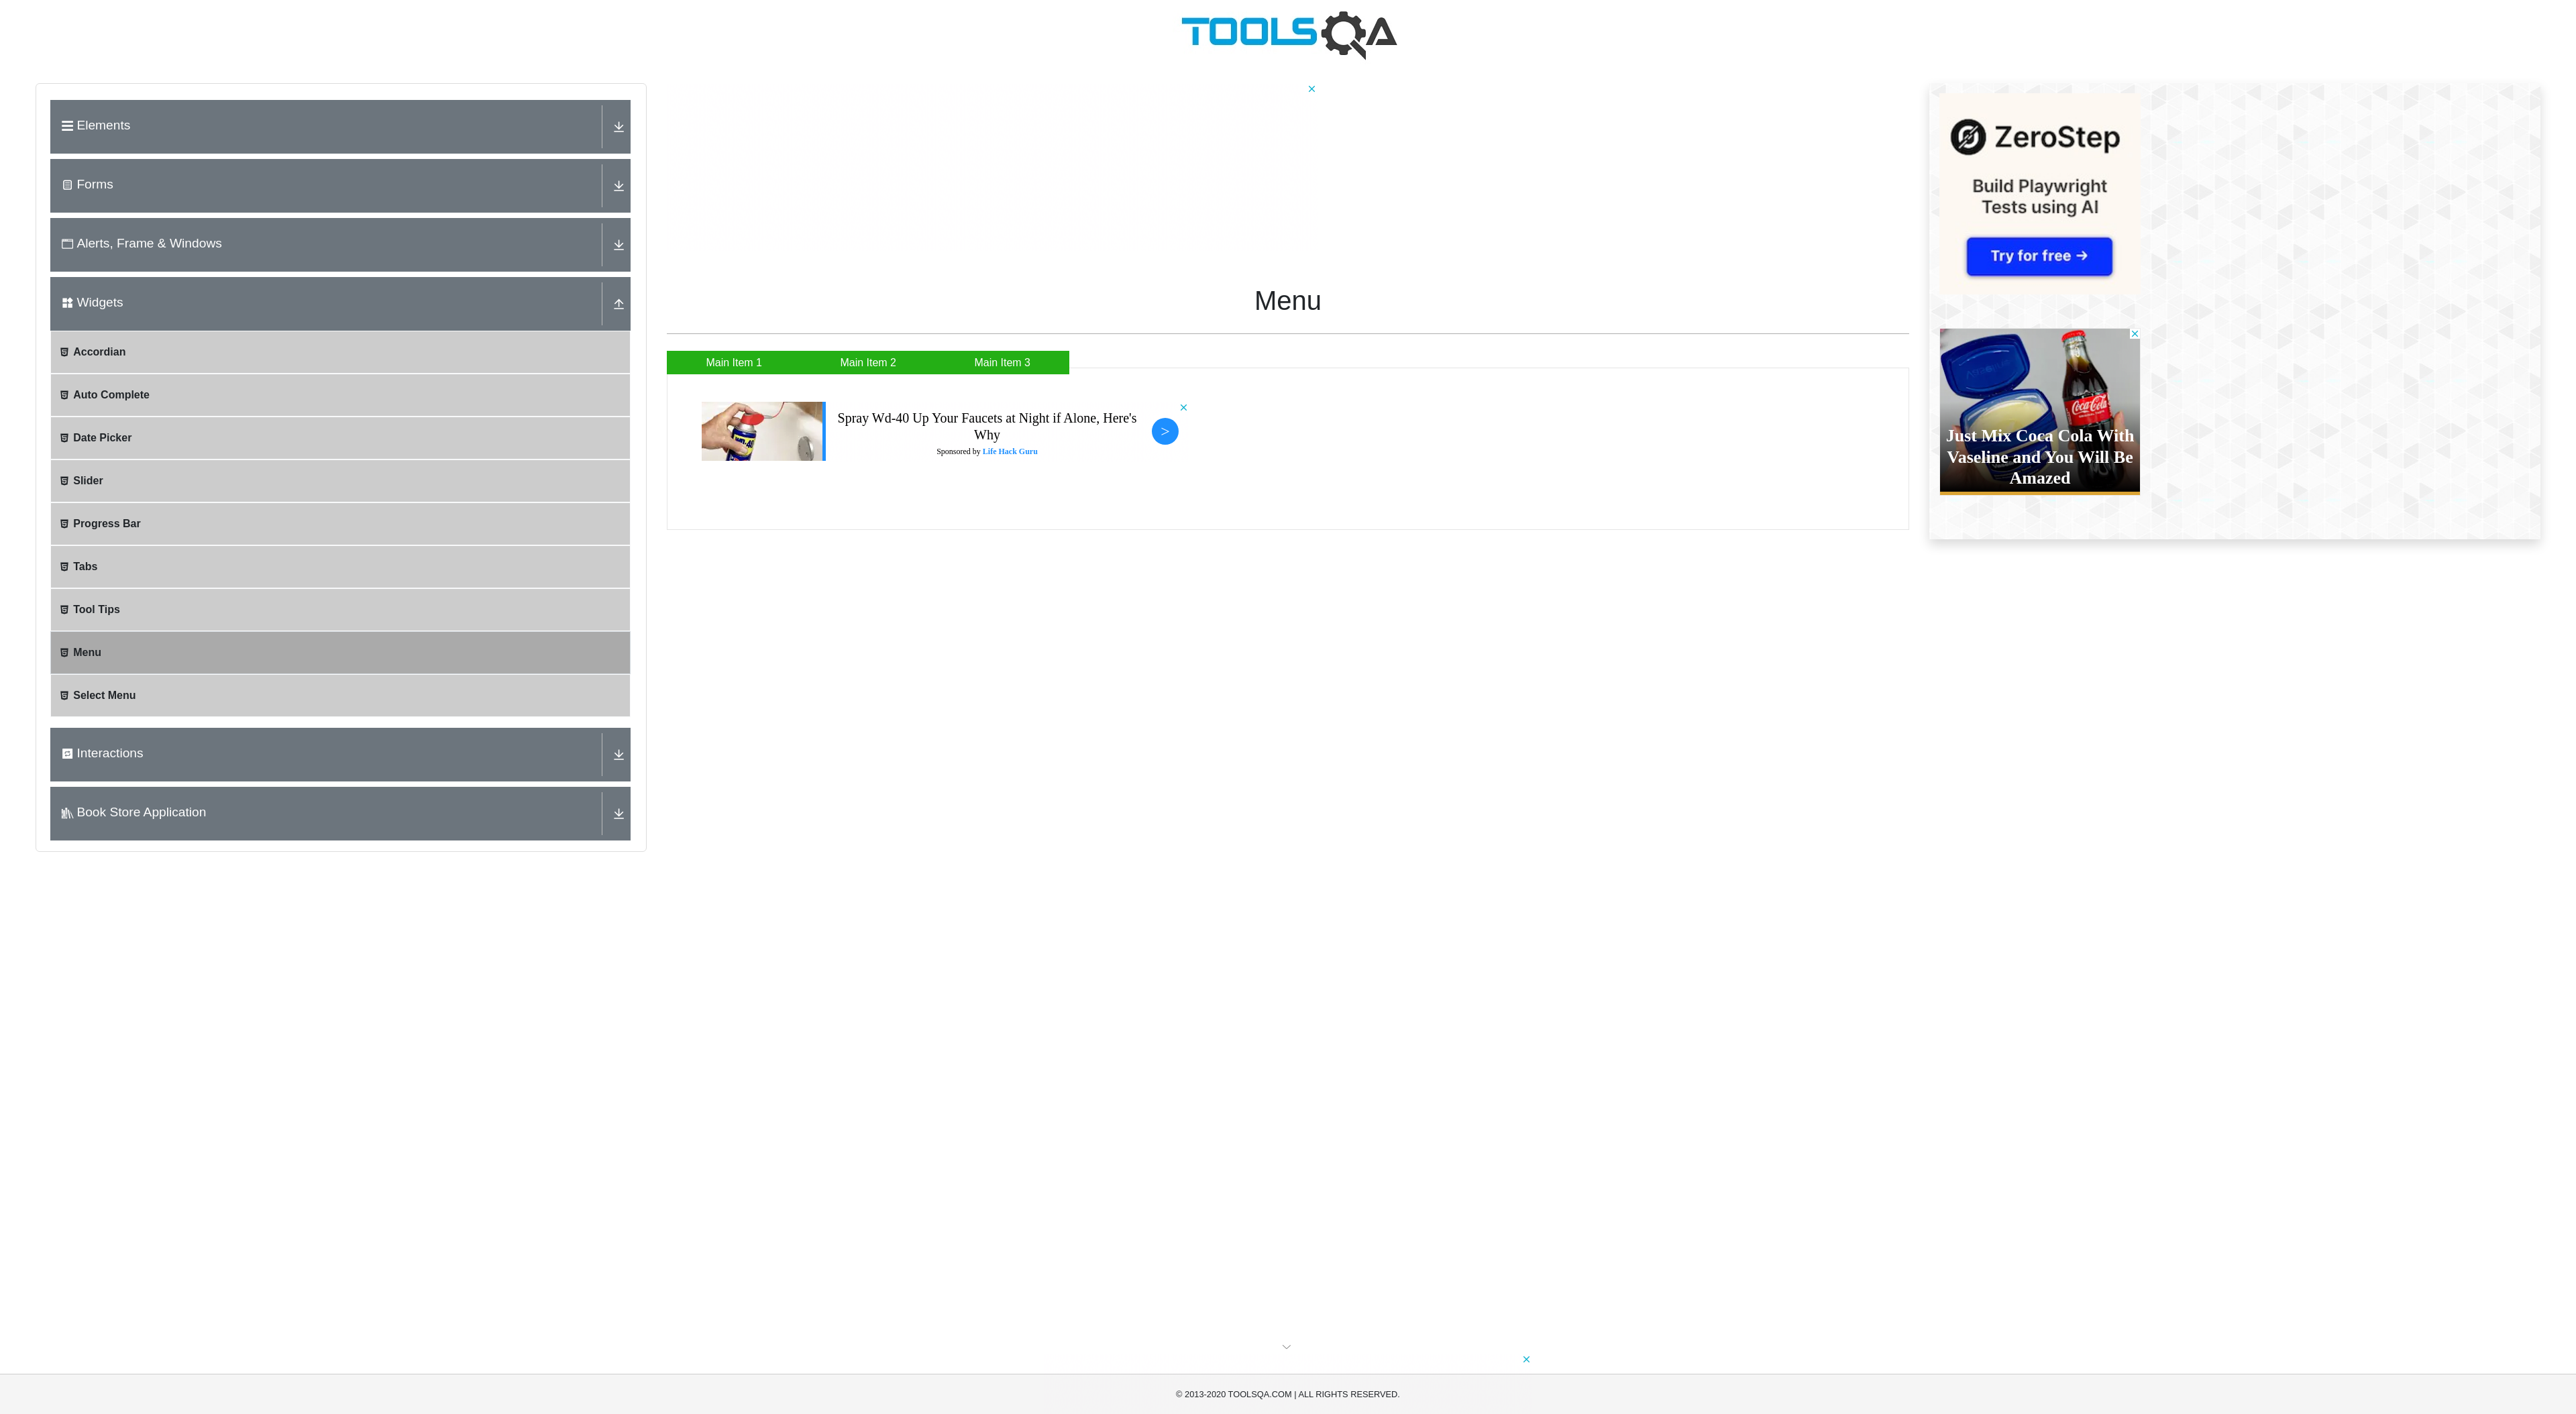 TOOLSQA
Elements
Forms
Alerts, Frame & Windows
Widgets
Accordian
Auto Complete
Date Picker
Slider
Progress Bar
Tabs
Tool Tips
Menu
Select Menu
Interactions
Book Store Application
Menu
Main Item 1
Main Item 2
Main Item 3
Spray Wd-40 Up Your Faucets at Night if Alone, Here's
Why
Sponsored by Life Hack Guru
>
ZeroStep
Build Playwright
Tests using AI
Try for free →
Coca-Cola
Just Mix Coca Cola With
Vaseline and You Will Be
Amazed
© 2013-2020 TOOLSQA.COM | ALL RIGHTS RESERVED.